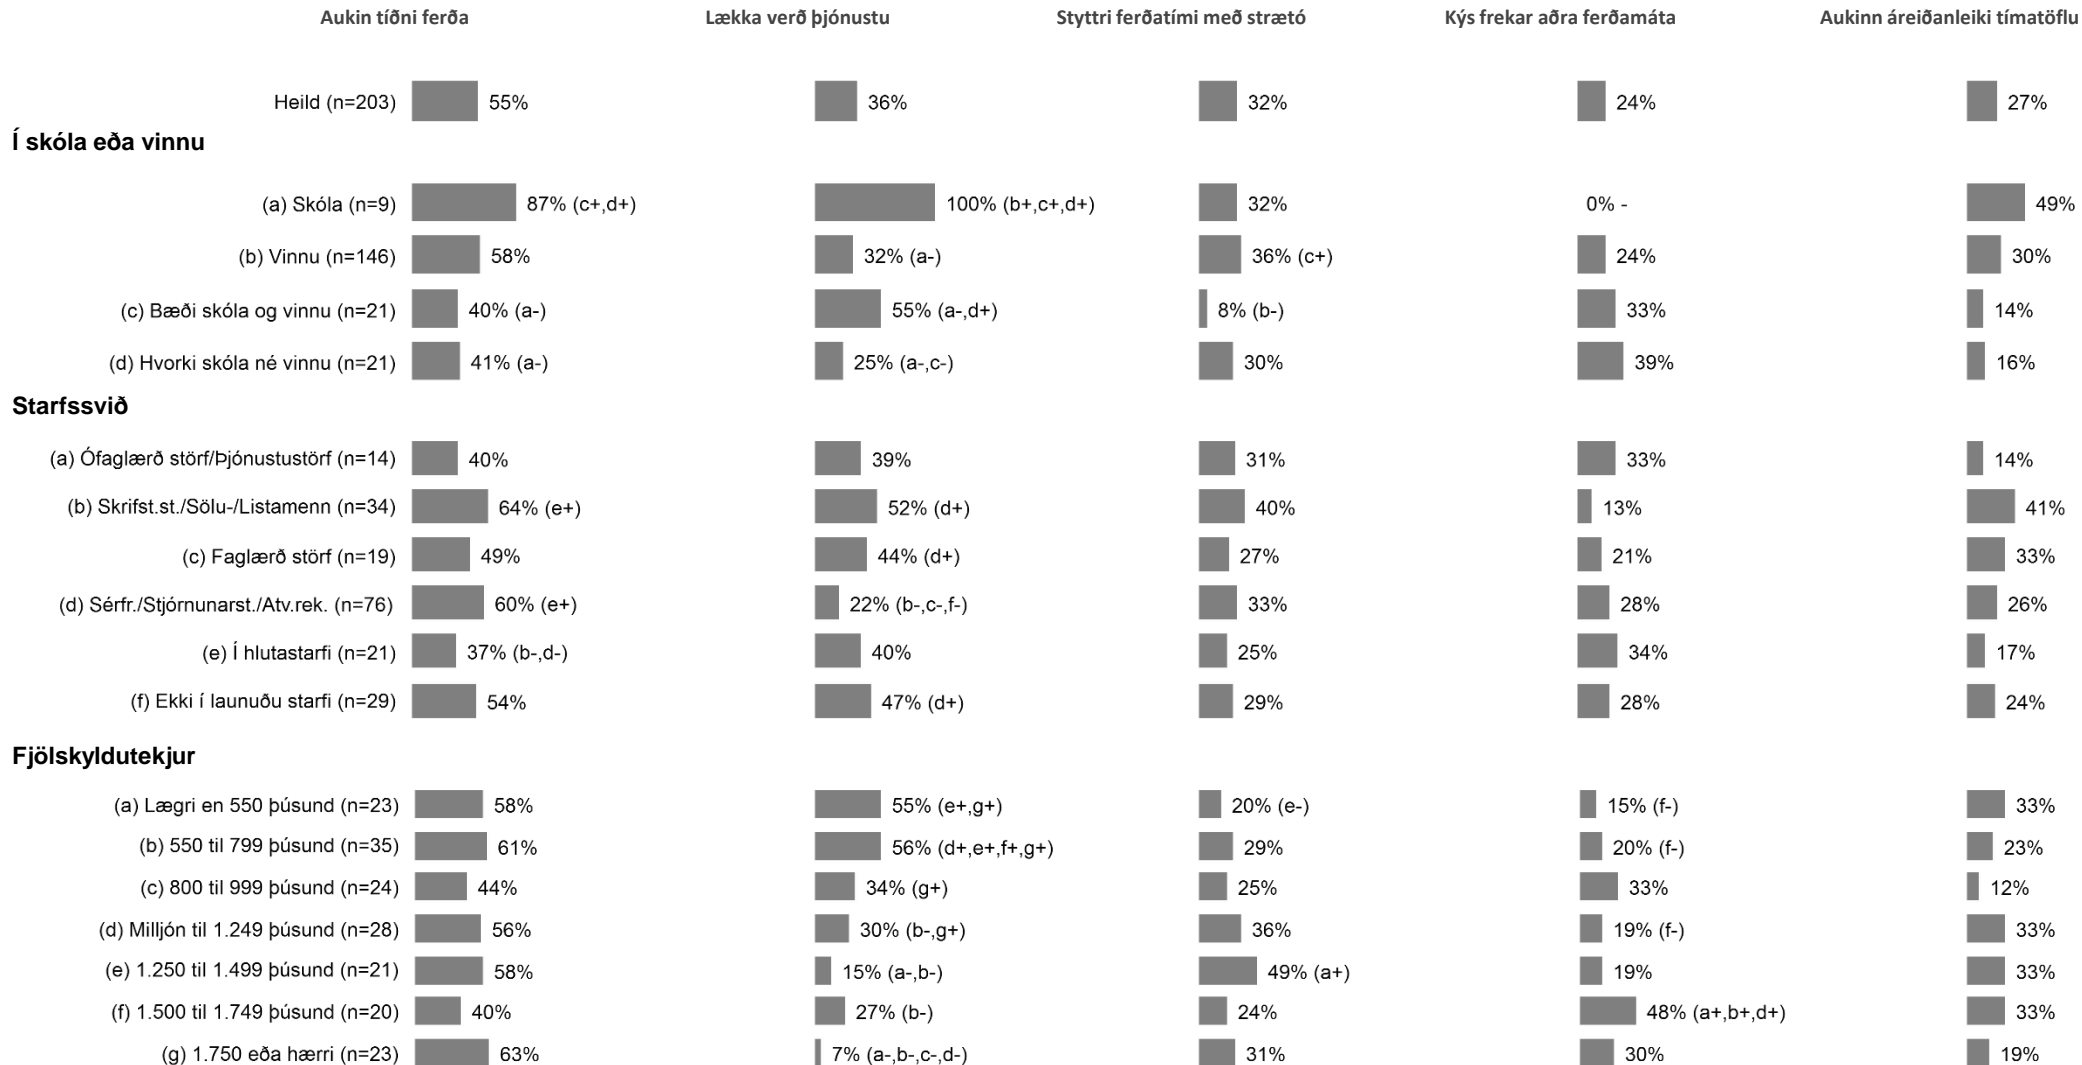 Aukin tíðni ferða Lækka verð þjónustu Styttri ferðatími með strætó Kýs frekar aðra ferðamáta Aukinn áreiðanleiki tímatöflu
Heild (n=203) 55% 36% 32% 24% 27%
Í skóla eða vinnu
(a) Skóla (n=9) 87% (c+,d+) 100% (b+,c+,d+) 32% 0% - 49%
(b) Vinnu (n=146) 58% 32% (a-) 36% (c+) 24% 30%
(c) Bæði skóla og vinnu (n=21) 40% (a-) 55% (a-,d+) 8% (b-) 33% 14%
(d) Hvorki skóla né vinnu (n=21) 41% (a-) 25% (a-,c-) 30% 39% 16%
Starfssvið
(a) Ófaglærð störf/Þjónustustörf (n=14) 40% 39% 31% 33% 14%
(b) Skrifst.st./Sölu-/Listamenn (n=34) 64% (e+) 52% (d+) 40% 13% 41%
(c) Faglærð störf (n=19) 49% 44% (d+) 27% 21% 33%
(d) Sérfr./Stjórnunarst./Atv.rek. (n=76) 60% (e+) 22% (b-,c-,f-) 33% 28% 26%
(e) Í hlutastarfi (n=21) 37% (b-,d-) 40% 25% 34% 17%
(f) Ekki í launuðu starfi (n=29) 54% 47% (d+) 29% 28% 24%
Fjölskyldutekjur
(a) Lægri en 550 þúsund (n=23) 58% 55% (e+,g+) 20% (e-) 15% (f-) 33%
(b) 550 til 799 þúsund (n=35) 61% 56% (d+,e+,f+,g+) 29% 20% (f-) 23%
(c) 800 til 999 þúsund (n=24) 44% 34% (g+) 25% 33% 12%
(d) Milljón til 1.249 þúsund (n=28) 56% 30% (b-,g+) 36% 19% (f-) 33%
(e) 1.250 til 1.499 þúsund (n=21) 58% 15% (a-,b-) 49% (a+) 19% 33%
(f) 1.500 til 1.749 þúsund (n=20) 40% 27% (b-) 24% 48% (a+,b+,d+) 33%
(g) 1.750 eða hærri (n=23) 63% 7% (a-,b-,c-,d-) 31% 30% 19%